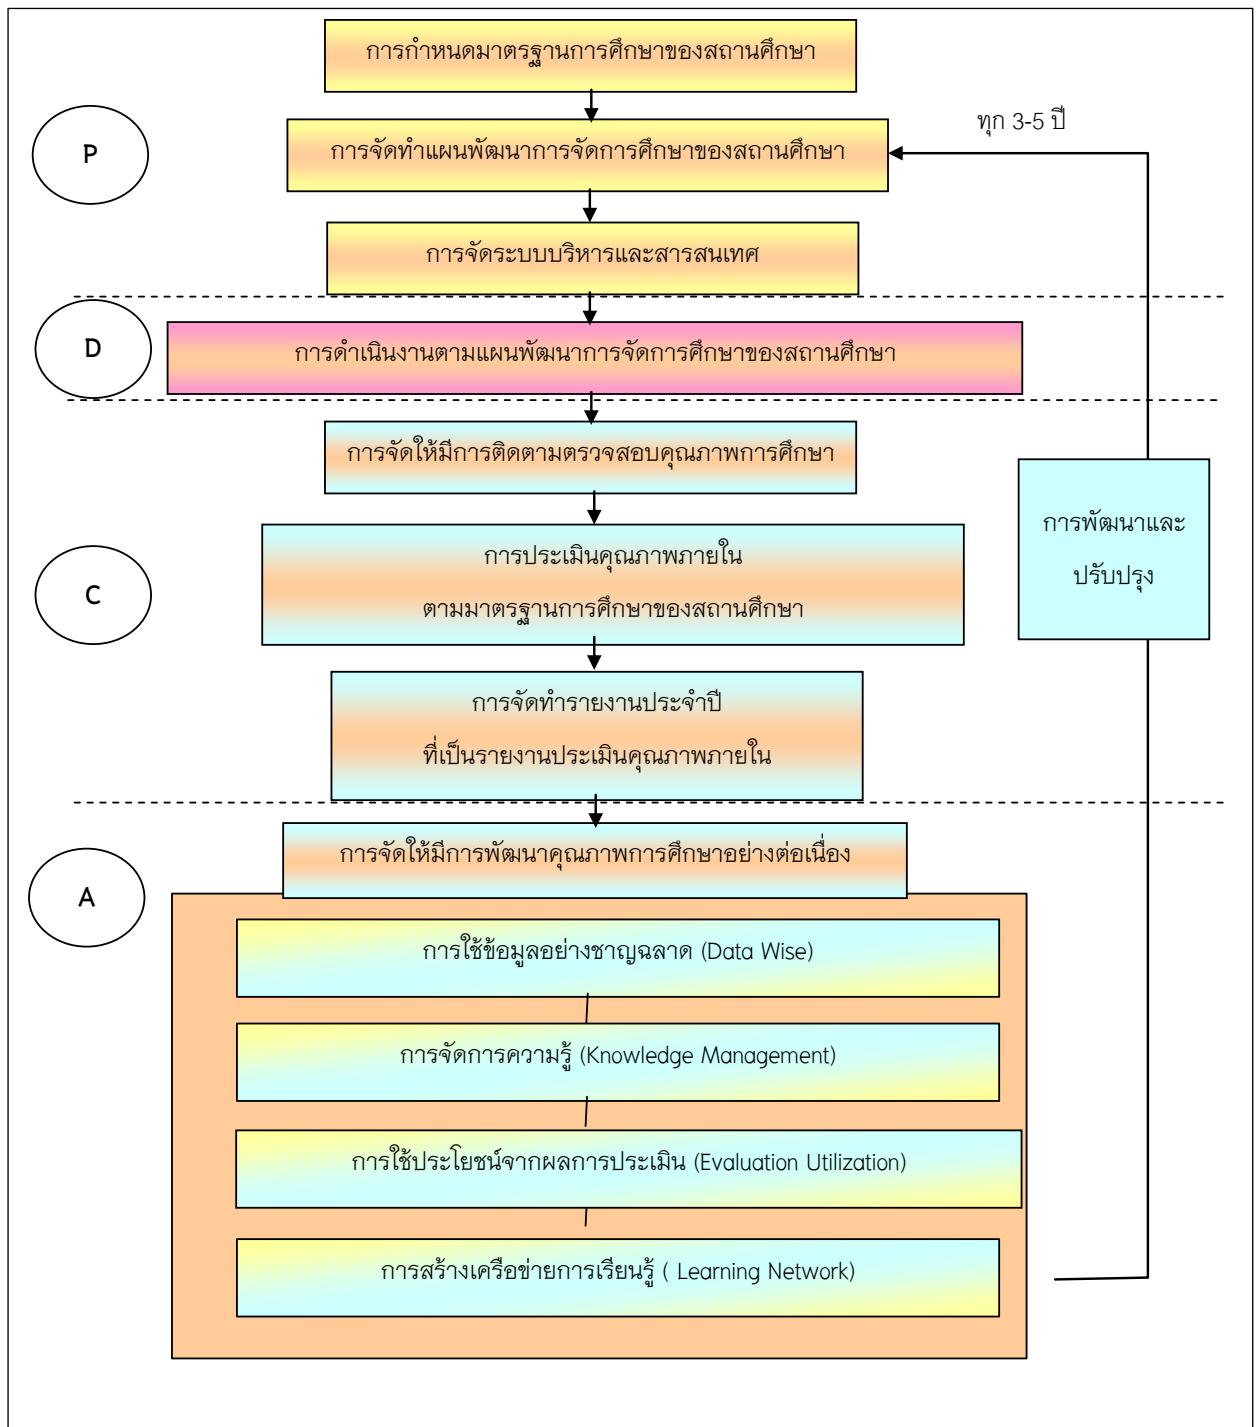 การกำหนดมาตรฐานการศึกษาของสถานศึกษา
ทุก 3-5 ปี
P
การจัดทำแผนพัฒนาการจัดการศึกษาของสถานศึกษา
การจัดระบบบริหารและสารสนเทศ
D
การดำเนินงานตามแผนพัฒนาการจัดการศึกษาของสถานศึกษา
การจัดให้มีการติดตามตรวจสอบคุณภาพการศึกษา
การพัฒนาและ
ปรับปรุง
C
การประเมินคุณภาพภายใน
ตามมาตรฐานการศึกษาของสถานศึกษา
การจัดทำรายงานประจำปี
ที่เป็นรายงานประเมินคุณภาพภายใน
การจัดให้มีการพัฒนาคุณภาพการศึกษาอย่างต่อเนื่อง
A
การใช้ข้อมูลอย่างชาญฉลาด (Data Wise)
การจัดการความรู้ (Knowledge Management)
การใช้ประโยชน์จากผลการประเมิน (Evaluation Utilization)
การสร้างเครือข่ายการเรียนรู้ ( Learning Network)